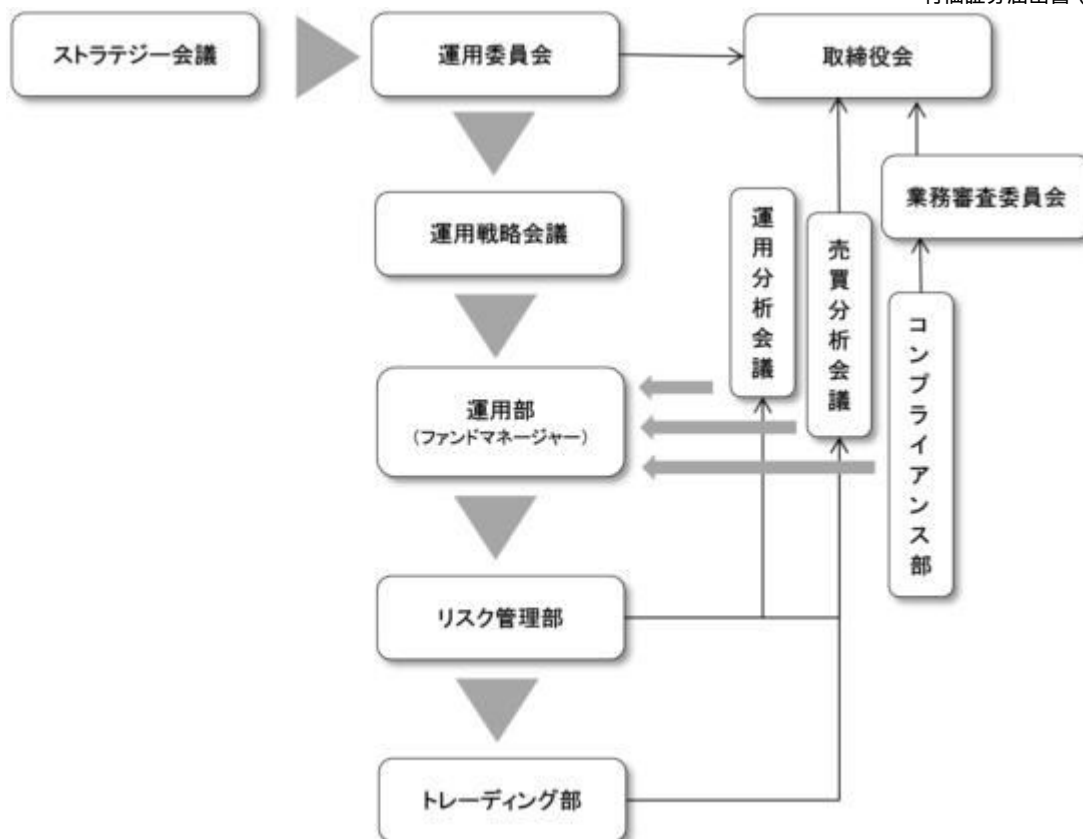 ストラテジー会議
運用委員会
取締役会
業務審査委員会
運用戦略会議
運用分析会議
売買分析会議
コンプライアンス部
運用部
(ファンドマネージャー)
リスク管理部
トレーディング部